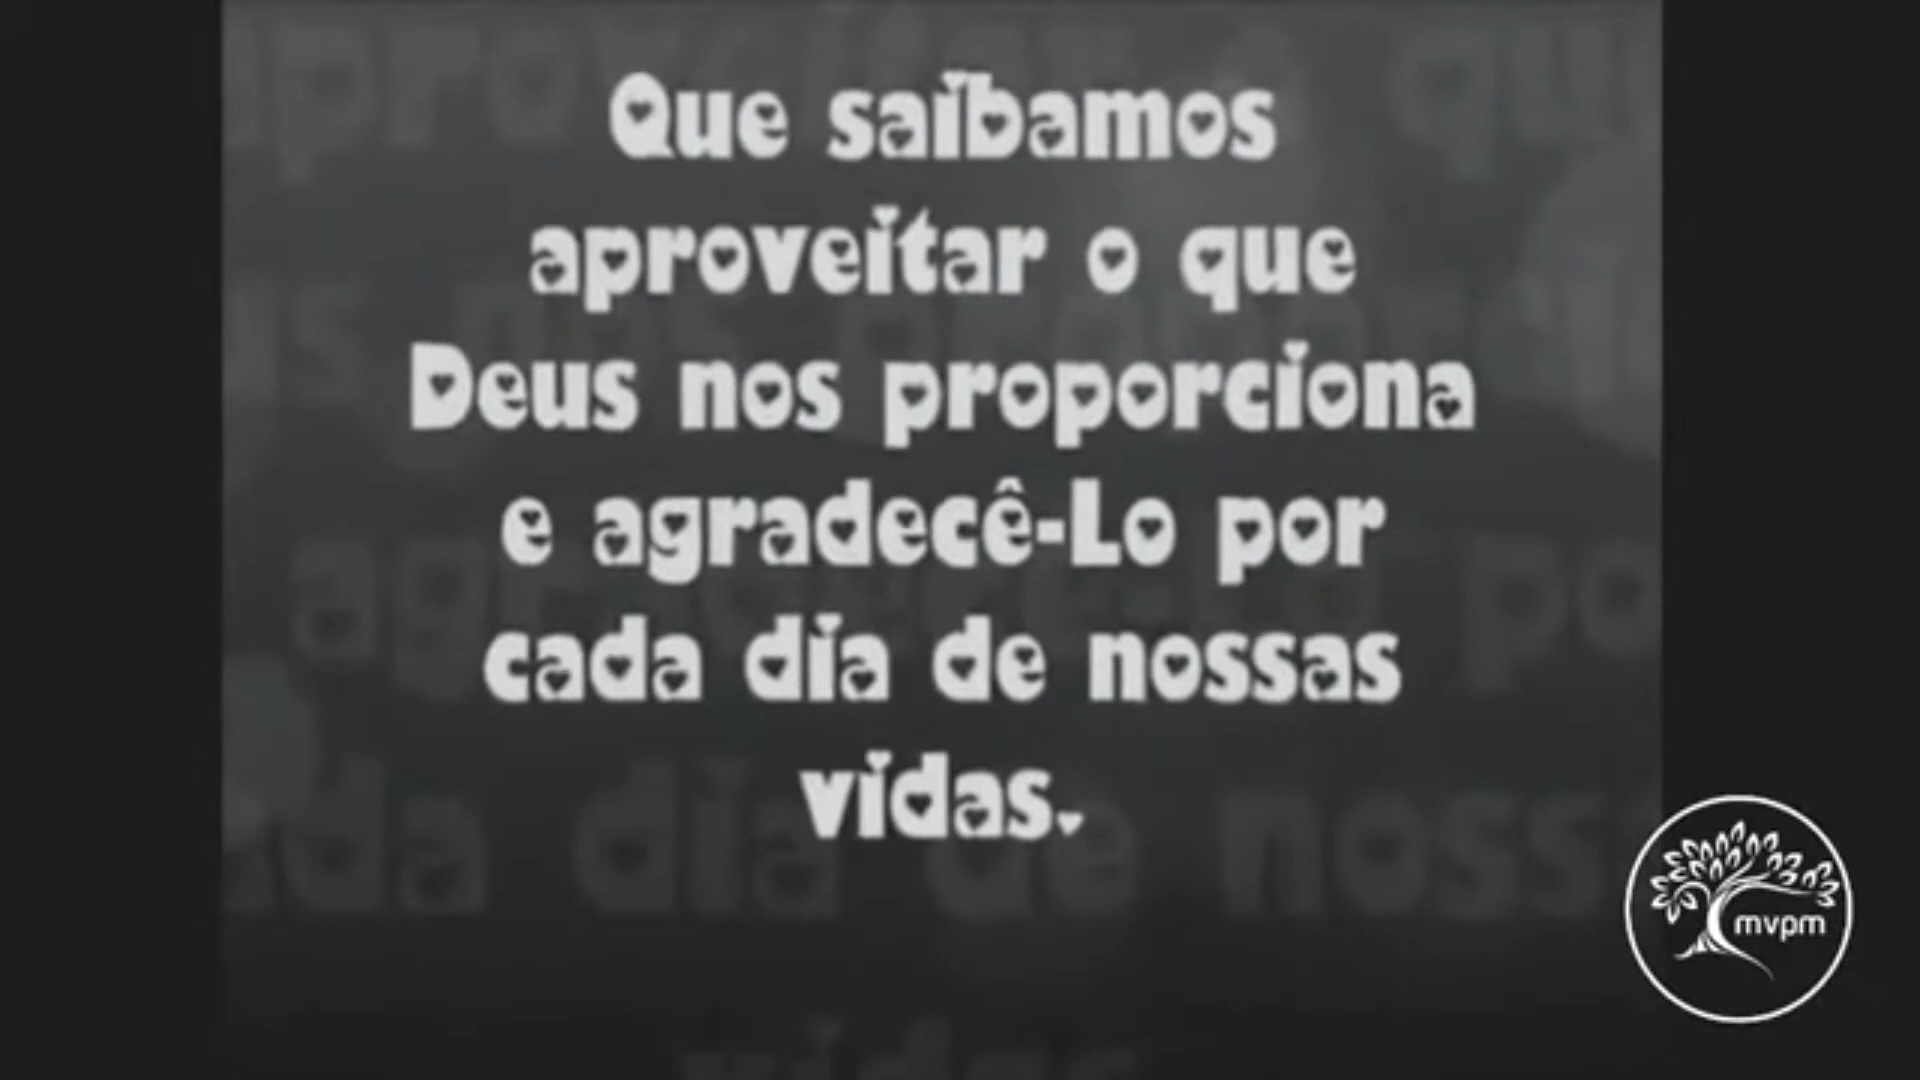 Que saibamos
aproveitar o que
Deus nos proporciona
e agradecê-Lo por
cada dia de nossas
vidas.
mvpm